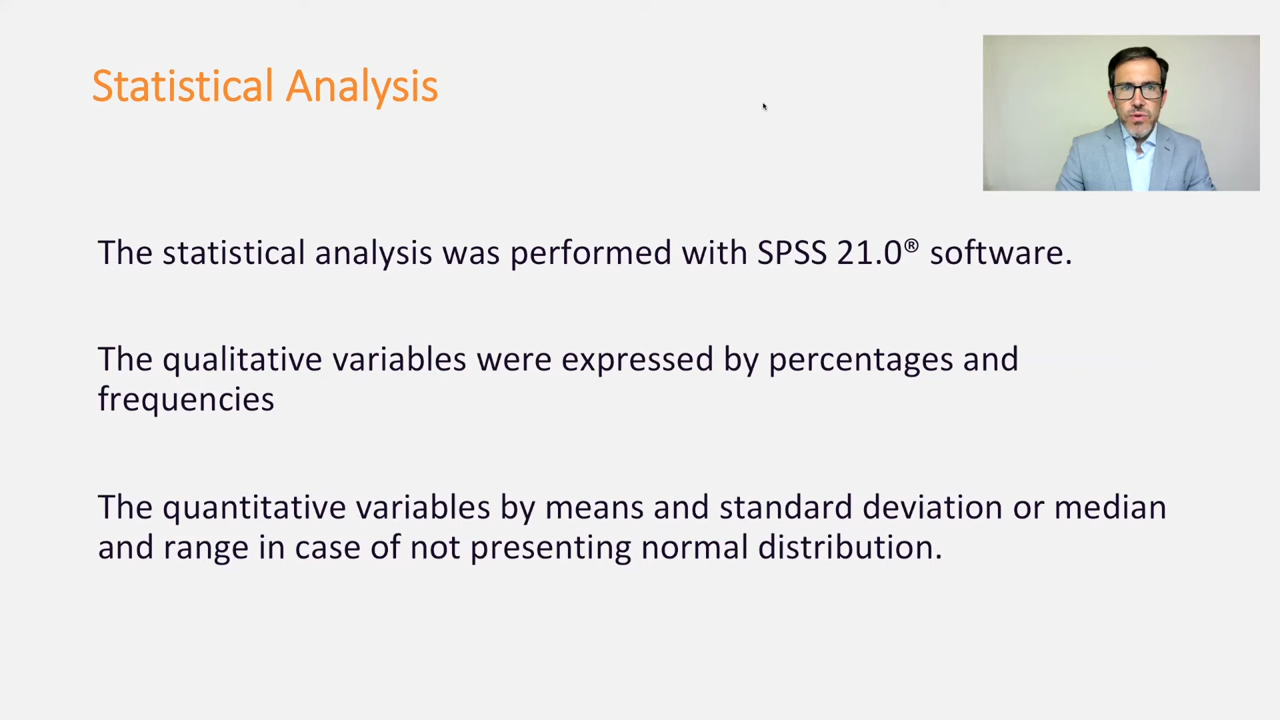 Statistical Analysis
The statistical analysis was performed with SPSS 21.0® software.
The qualitative variables were expressed by percentages and
frequencies
The quantitative variables by means and standard deviation or median
and range in case of not presenting normal distribution.